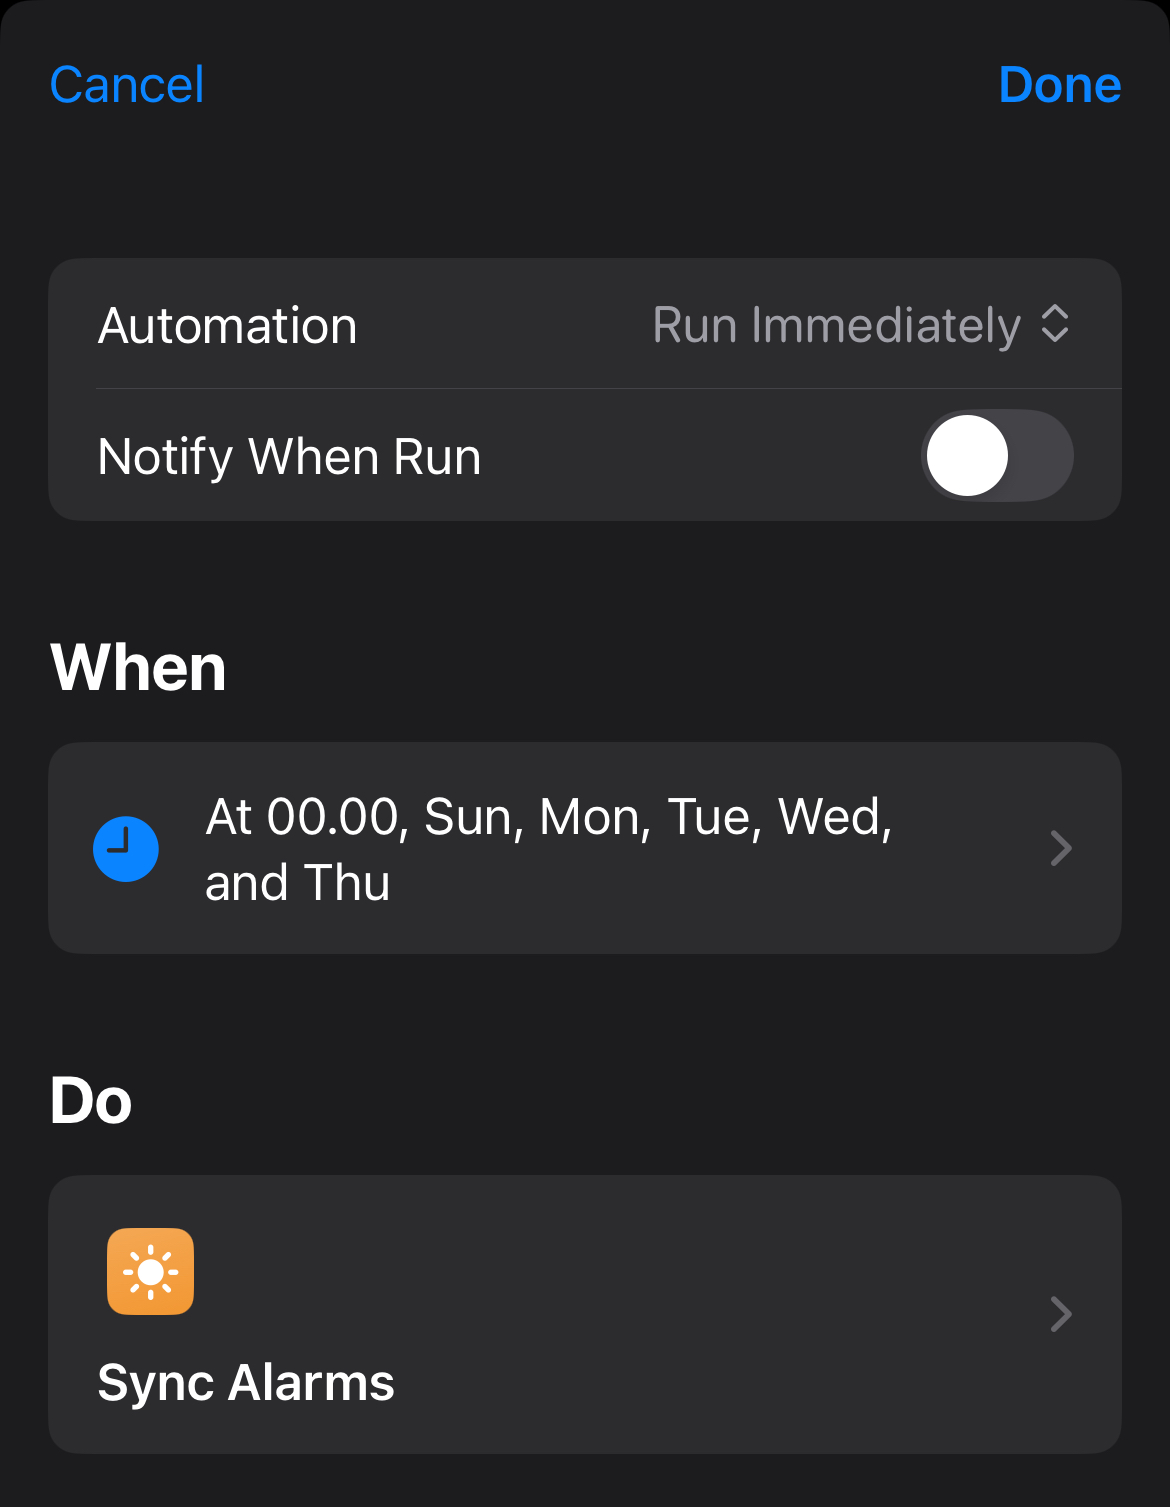 Cancel
Done
Automation
Run Immediately
Notify When Run
When
At 00.00, Sun, Mon, Tue, Wed,
and Thu
Do
Sync Alarms